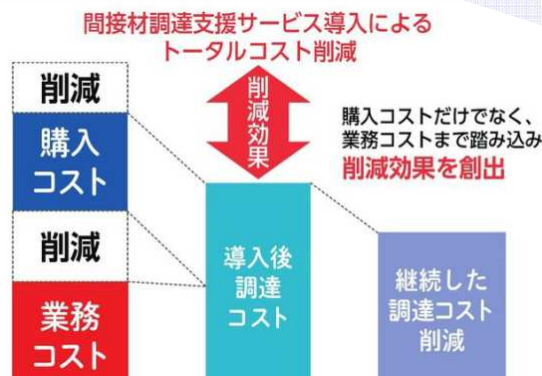 間接材調達支援サービス導入による
トータルコスト削減
削減
購入
コスト
削減
業務
コスト
削減効果
導入後
調達
コスト
購入コストだけでなく、
業務コストまで踏み込み
削減効果を創出
継続した
調達コスト
削減